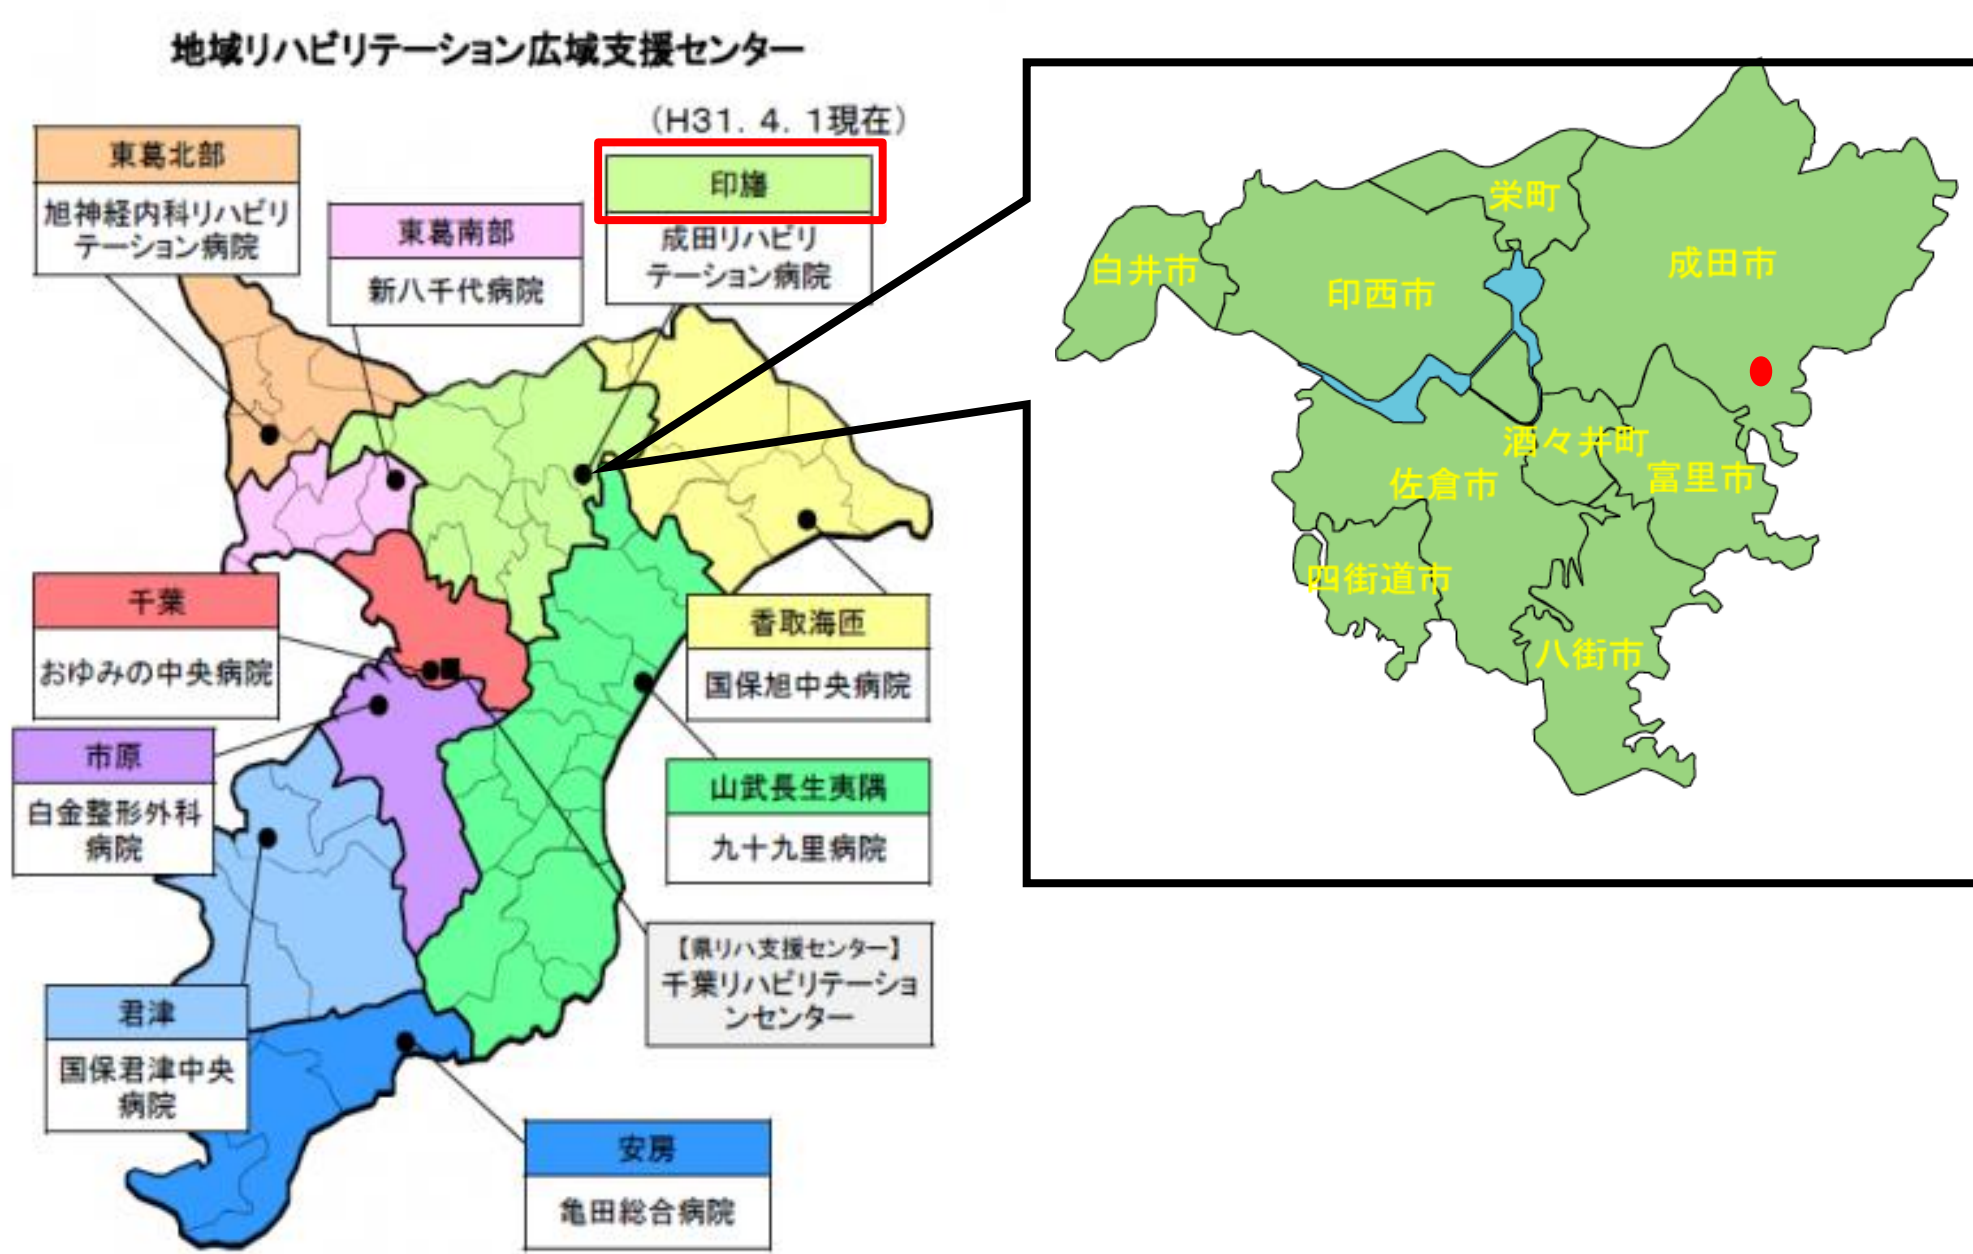 地域リハビリテーション広域支援センター
（H31．4．1現在）
東葛北部
旭神経内科リハビリ
テーション病院
東葛南部
新八千代病院
印旛
成田リハビリ
テーション病院
千葉
おゆみの中央病院
香取海匝
国保旭中央病院
市原
白金整形外科
病院
山武長生夷隅
九十九里病院
【県リハ支援センター】
千葉リハビリテーショ
ンセンター
君津
国保君津中央
病院
安房
亀田総合病院
栄町
成田市
白井市
印西市
酒々井町
富里市
佐倉市
四街道市
八街市